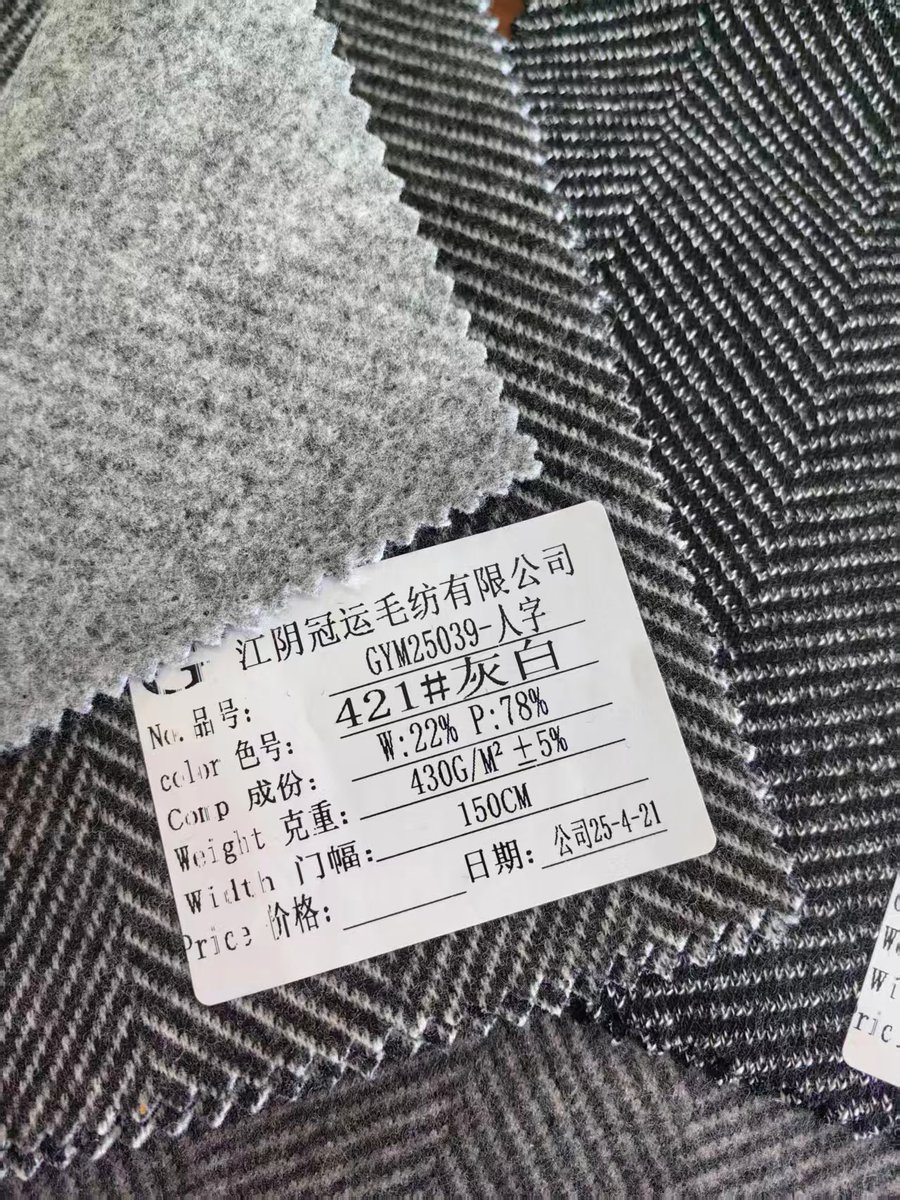 江阴冠运毛纺有限公司
No. 品号: GYM25039-人字
color 色号: 421#灰白
Comp 成份: W:22% P:78%
Weight 克重: 430G/M² ±5%
Width 门幅: 150CM
Price 价格: 日期: 公司25-4-21
Wi
ric